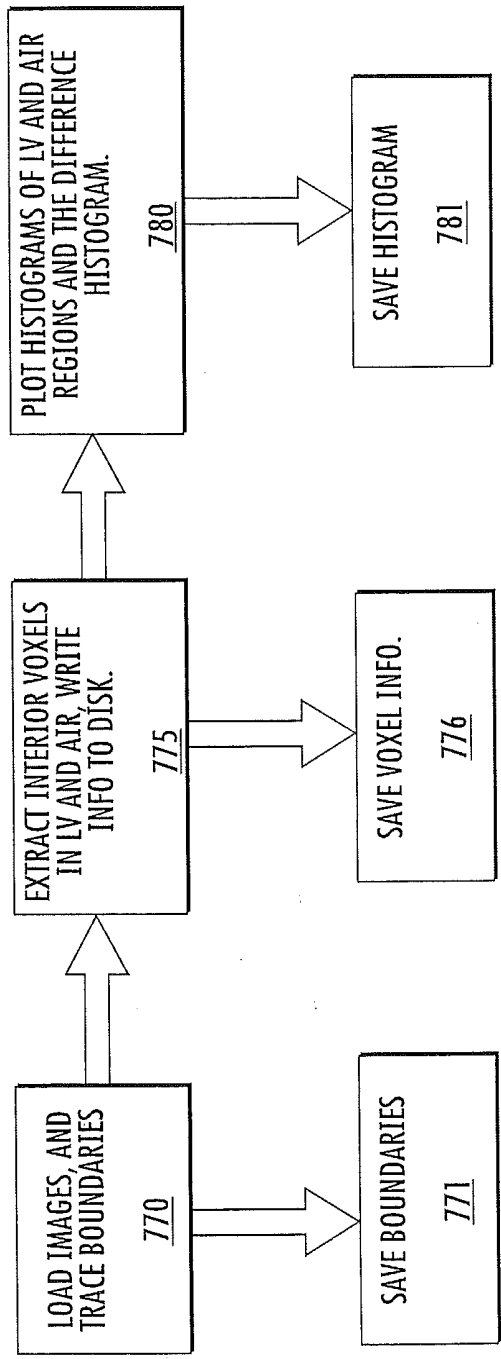 LOAD IMAGES, AND
TRACE BOUNDARIES
770
EXTRACT INTERIOR VOXELS
IN LV AND AIR, WRITE
INFO TO DISK.
775
PLOT HISTOGRAMS OF LV AND AIR
REGIONS AND THE DIFFERENCE
HISTOGRAM.
780
SAVE BOUNDARIES
771
SAVE VOXEL INFO.
776
SAVE HISTOGRAM
781